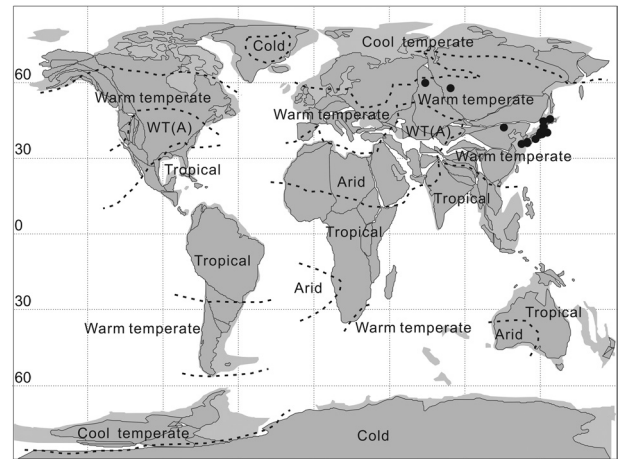 Cold
Cool temperate
60
Warm temperate
Warm temperate
Warm temperate
WT(A)
WT(A)
30
Warm temperate
Tropical
Arid
Tropical
0
Tropical
Tropical
Arid
30
Tropical
Warm temperate
Warm temperate
Arid
60
Cool temperate
Cold